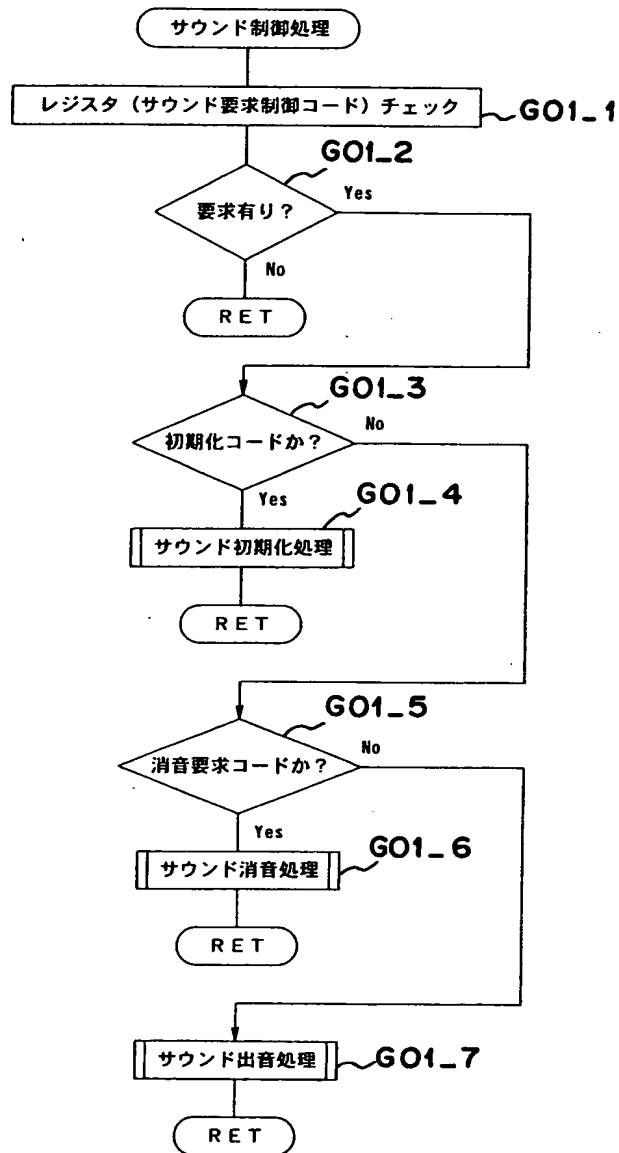 サウンド制御処理
レジスタ（サウンド要求制御コード）チェック
G01_1
G01_2
要求有り？
Yes
No
RET
G01_3
初期化コードか？
No
Yes
G01_4
サウンド初期化処理
RET
G01_5
消音要求コードか？
No
Yes
サウンド消音処理
G01_6
RET
サウンド出音処理
G01_7
RET